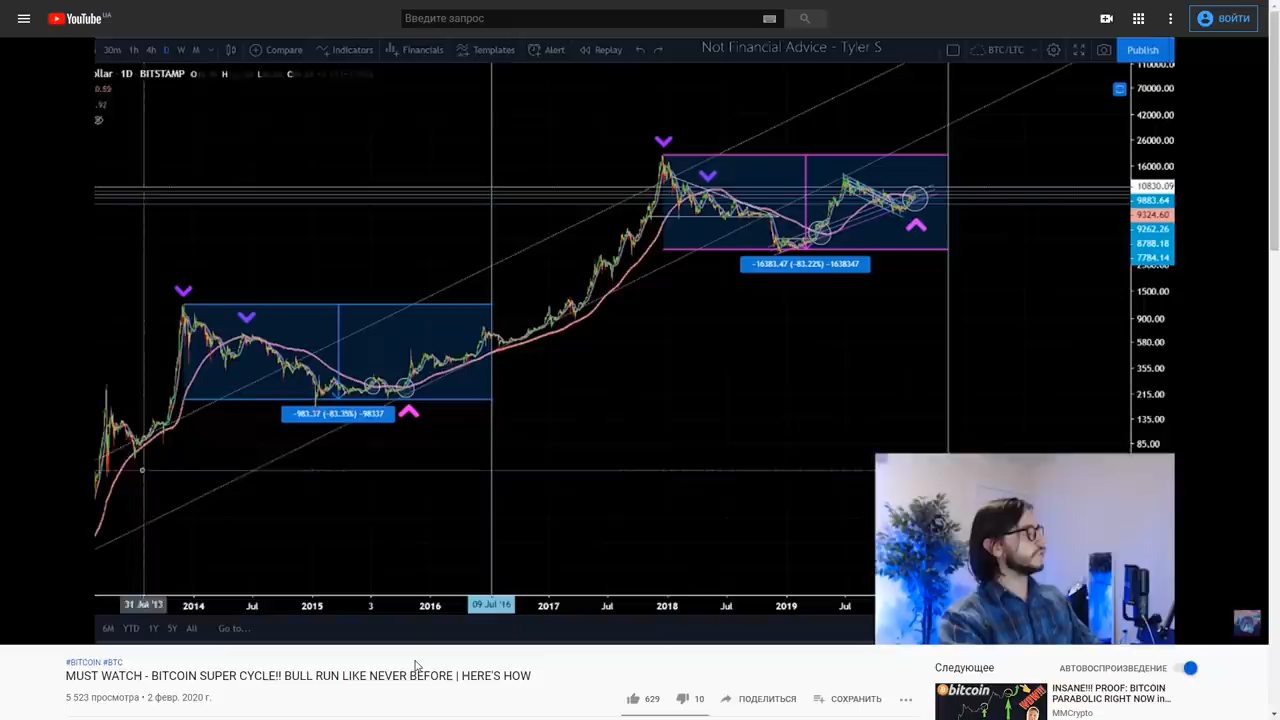 YouTube UA
Введите запрос
ВОЙТИ
30m 1h 4h D W M Compare Indicators Financials Templates Alert Replay
Not Financial Advice - Tyler S
BTC/LTC
Publish
ollar · 1D BITSTAMP
70000.00
42000.00
26000.00
16000.00
10830.09
9883.64
9324.60
9262.26
8788.18
7784.14
1500.00
900.00
580.00
355.00
215.00
135.00
85.00
-16383.47 (-83.22%) -1638347
-983.37 (-83.35%) -98337
31 Jul '13
2014
Jul
2015
3
2016
09 Jul '16
2017
Jul
2018
Jul
2019
Jul
6M YTD 1Y 5Y All Go to...
#BITCOIN #BTC
MUST WATCH - BITCOIN SUPER CYCLE!! BULL RUN LIKE NEVER BEFORE | HERE'S HOW
5 523 просмотра • 2 февр. 2020 г.
629
10
ПОДЕЛИТЬСЯ
СОХРАНИТЬ
Следующее
АВТОВОСПРОИЗВЕДЕНИЕ
bitcoin
WOW!!!
INSANE!!! PROOF: BITCOIN
PARABOLIC RIGHT NOW in...
MMCrypto